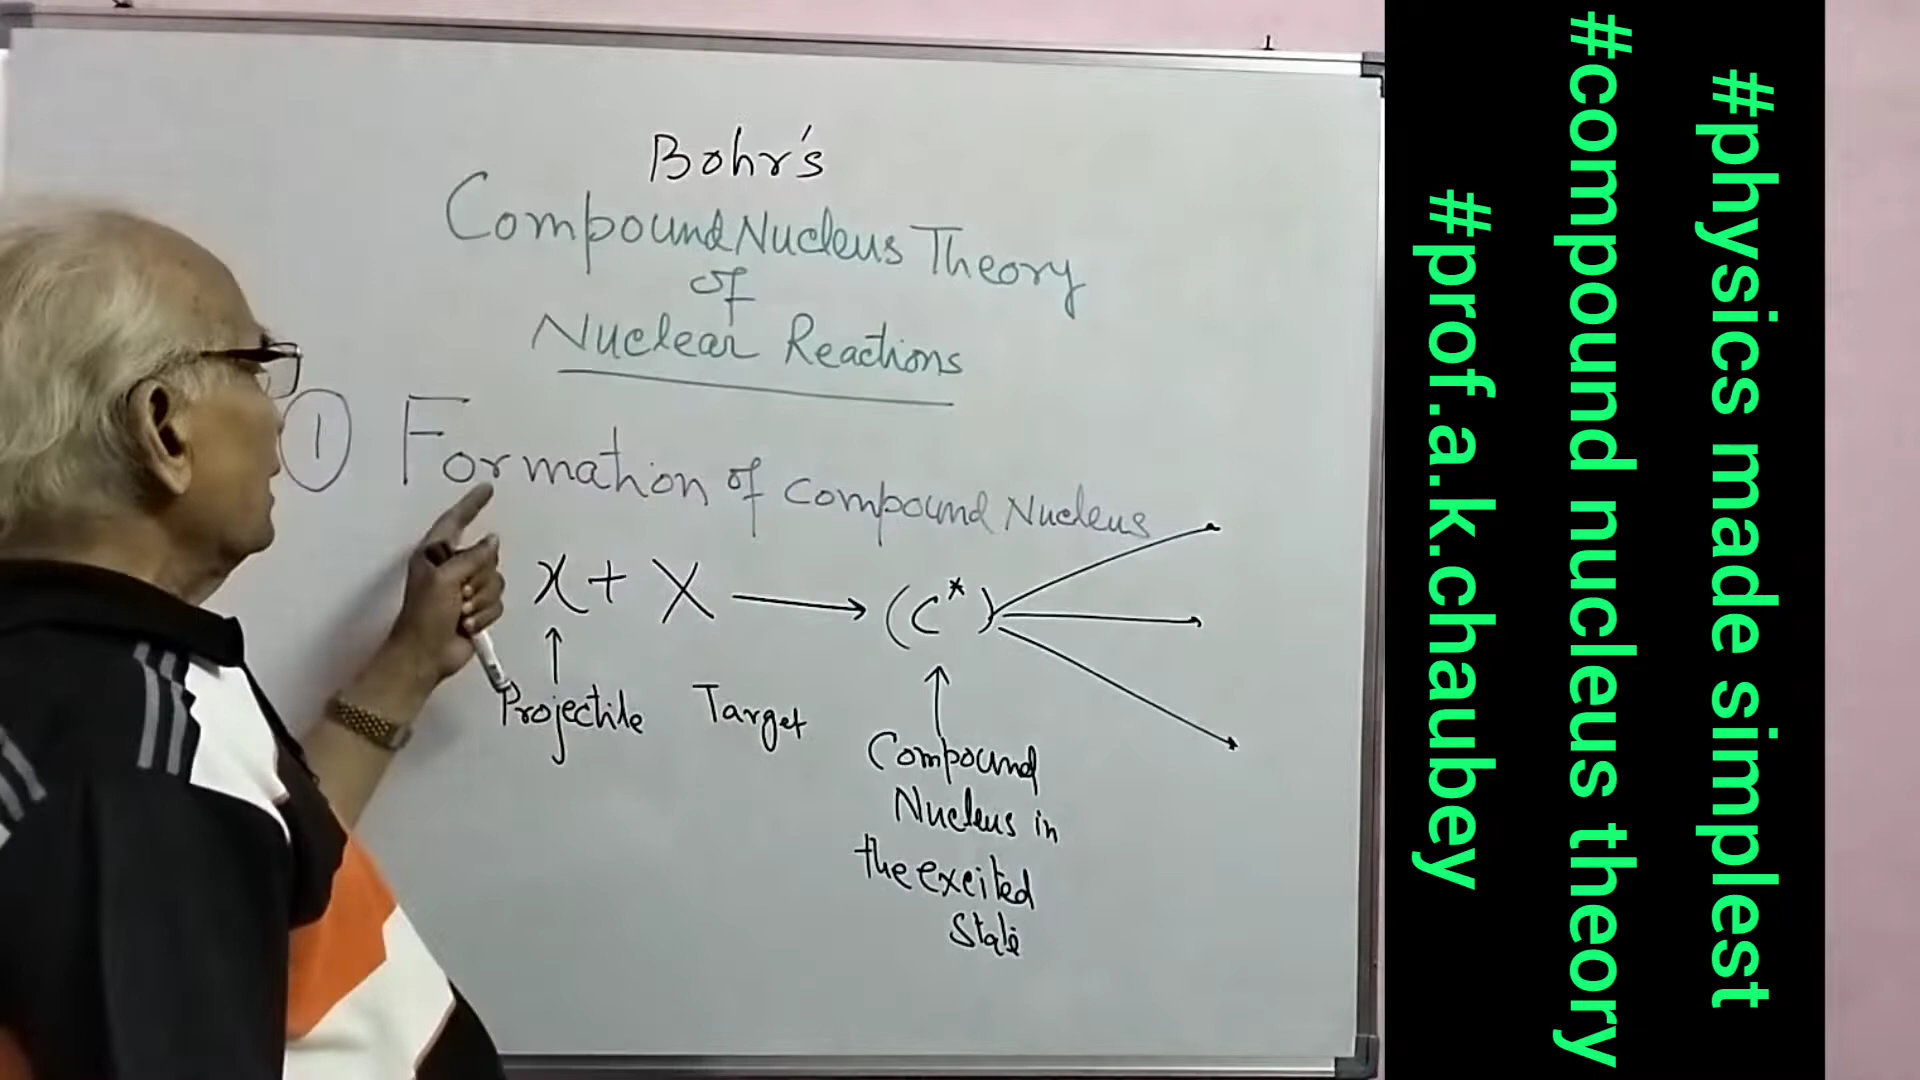 Bohr's
Compound Nucleus Theory
of
Nuclear Reactions
① Formation of Compound Nucleus
x + X ⟶ (C*)
Projectile Target
Compound
Nucleus in
the excited
State
#physics made simplest
#compound nucleus theory
#prof.a.k.chaubey